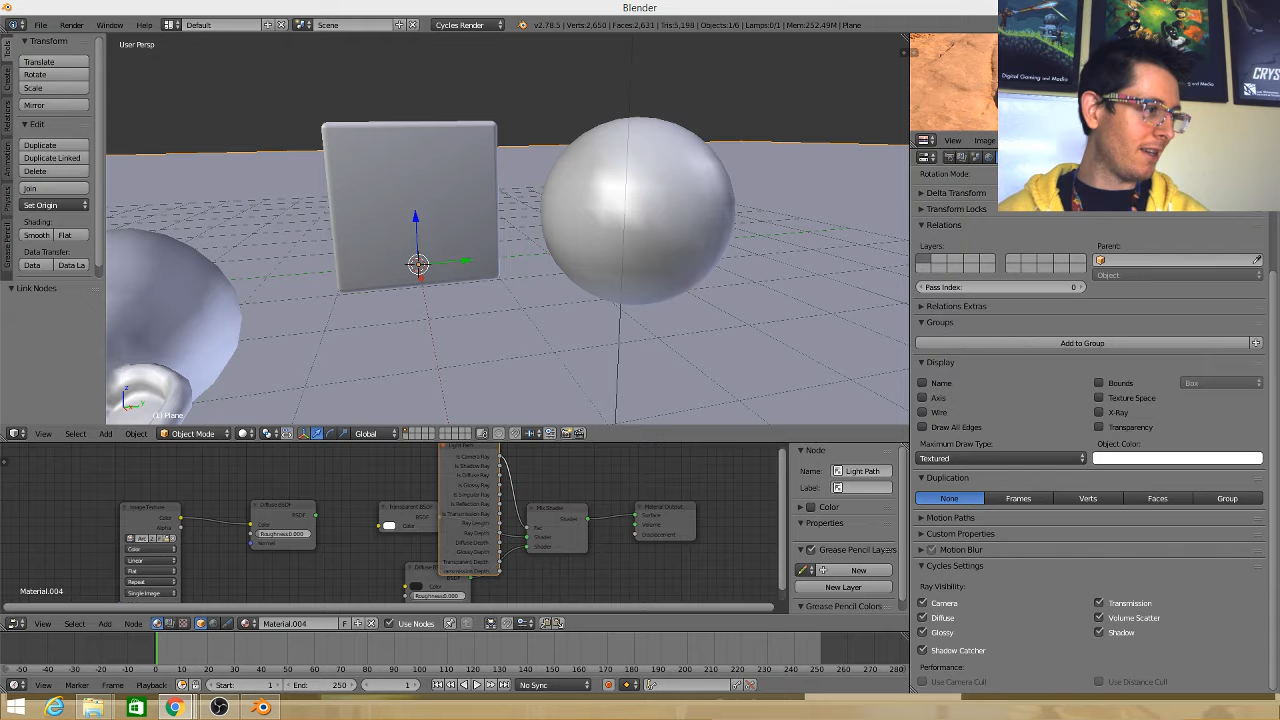 Blender
File Render Window Help Default Scene Cycles Render v2.78.5 | Verts:2,650 | Faces:2,631 | Tris:5,198 | Objects:1/6 | Lamps:0/1 | Mem:252.49M | Plane
Tools
Create
Relations
Animation
Physics
Grease Pencil
Transform
Translate
Rotate
Scale
Mirror
Edit
Duplicate
Duplicate Linked
Delete
Join
Set Origin
Shading:
Smooth Flat
Data Transfer:
Data Data La
Link Nodes
User Persp
(1) Plane
View Select Add Object Object Mode Global
Digital Gaming and Media
View Image
Rotation Mode:
Delta Transform
Transform Locks
Relations
Layers: Parent:
Object
Pass Index: 0
Relations Extras
Groups
Add to Group
Display
Name Bounds Box
Axis Texture Space
Wire X-Ray
Draw All Edges Transparency
Maximum Draw Type: Object Color:
Textured
Duplication
None Frames Verts Faces Group
Motion Paths
Custom Properties
Motion Blur
Cycles Settings
Ray Visibility:
Camera Transmission
Diffuse Volume Scatter
Glossy Shadow
Shadow Catcher
Performance:
Use Camera Cull Use Distance Cull
Image Texture
Color
Alpha
Color
Linear
Flat
Repeat
Single Image
Diffuse BSDF
BSDF
Color
Roughness0.000
Normal
Transparent BSDF
BSDF
Color
Light Path
Is Camera Ray
Is Shadow Ray
Is Diffuse Ray
Is Glossy Ray
Is Singular Ray
Is Reflection Ray
Is Transmission Ray
Ray Length
Ray Depth
Diffuse Depth
Glossy Depth
Transparent Depth
Color
Roughness0.000
Mix Shader
Shader
Fac
Shader
Shader
Material Output
Surface
Volume
Displacement
Material.004
Node
Name: Light Path
Label:
Color
Properties
Grease Pencil Layers
New
New Layer
Grease Pencil Colors
View Select Add Node Material.004 F Use Nodes
-50 -40 -30 -20 -10 0 10 20 30 40 50 60 70 80 90 100 110 120 130 140 150 160 170 180 190 200 210 220 230 240 250 260 270 280
View Marker Frame Playback Start: 1 End: 250 1 No Sync